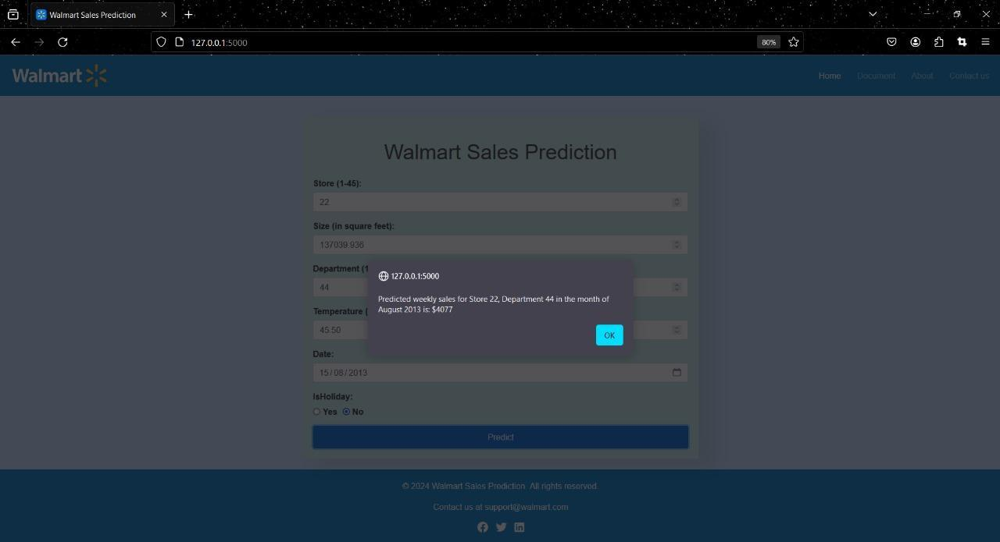 Walmart Sales Prediction
127.0.0.1:5000
80%
Walmart
Home Document About Contact us
Walmart Sales Prediction
Store (1-45):
22
Size (in square feet):
137039.936
Department (1
44
Temperature (
45.50
127.0.0.1:5000
Predicted weekly sales for Store 22, Department 44 in the month of
August 2013 is: $4077
OK
Date:
15/08/2013
IsHoliday:
Yes No
Predict
© 2024 Walmart Sales Prediction. All rights reserved.
Contact us at support@walmart.com